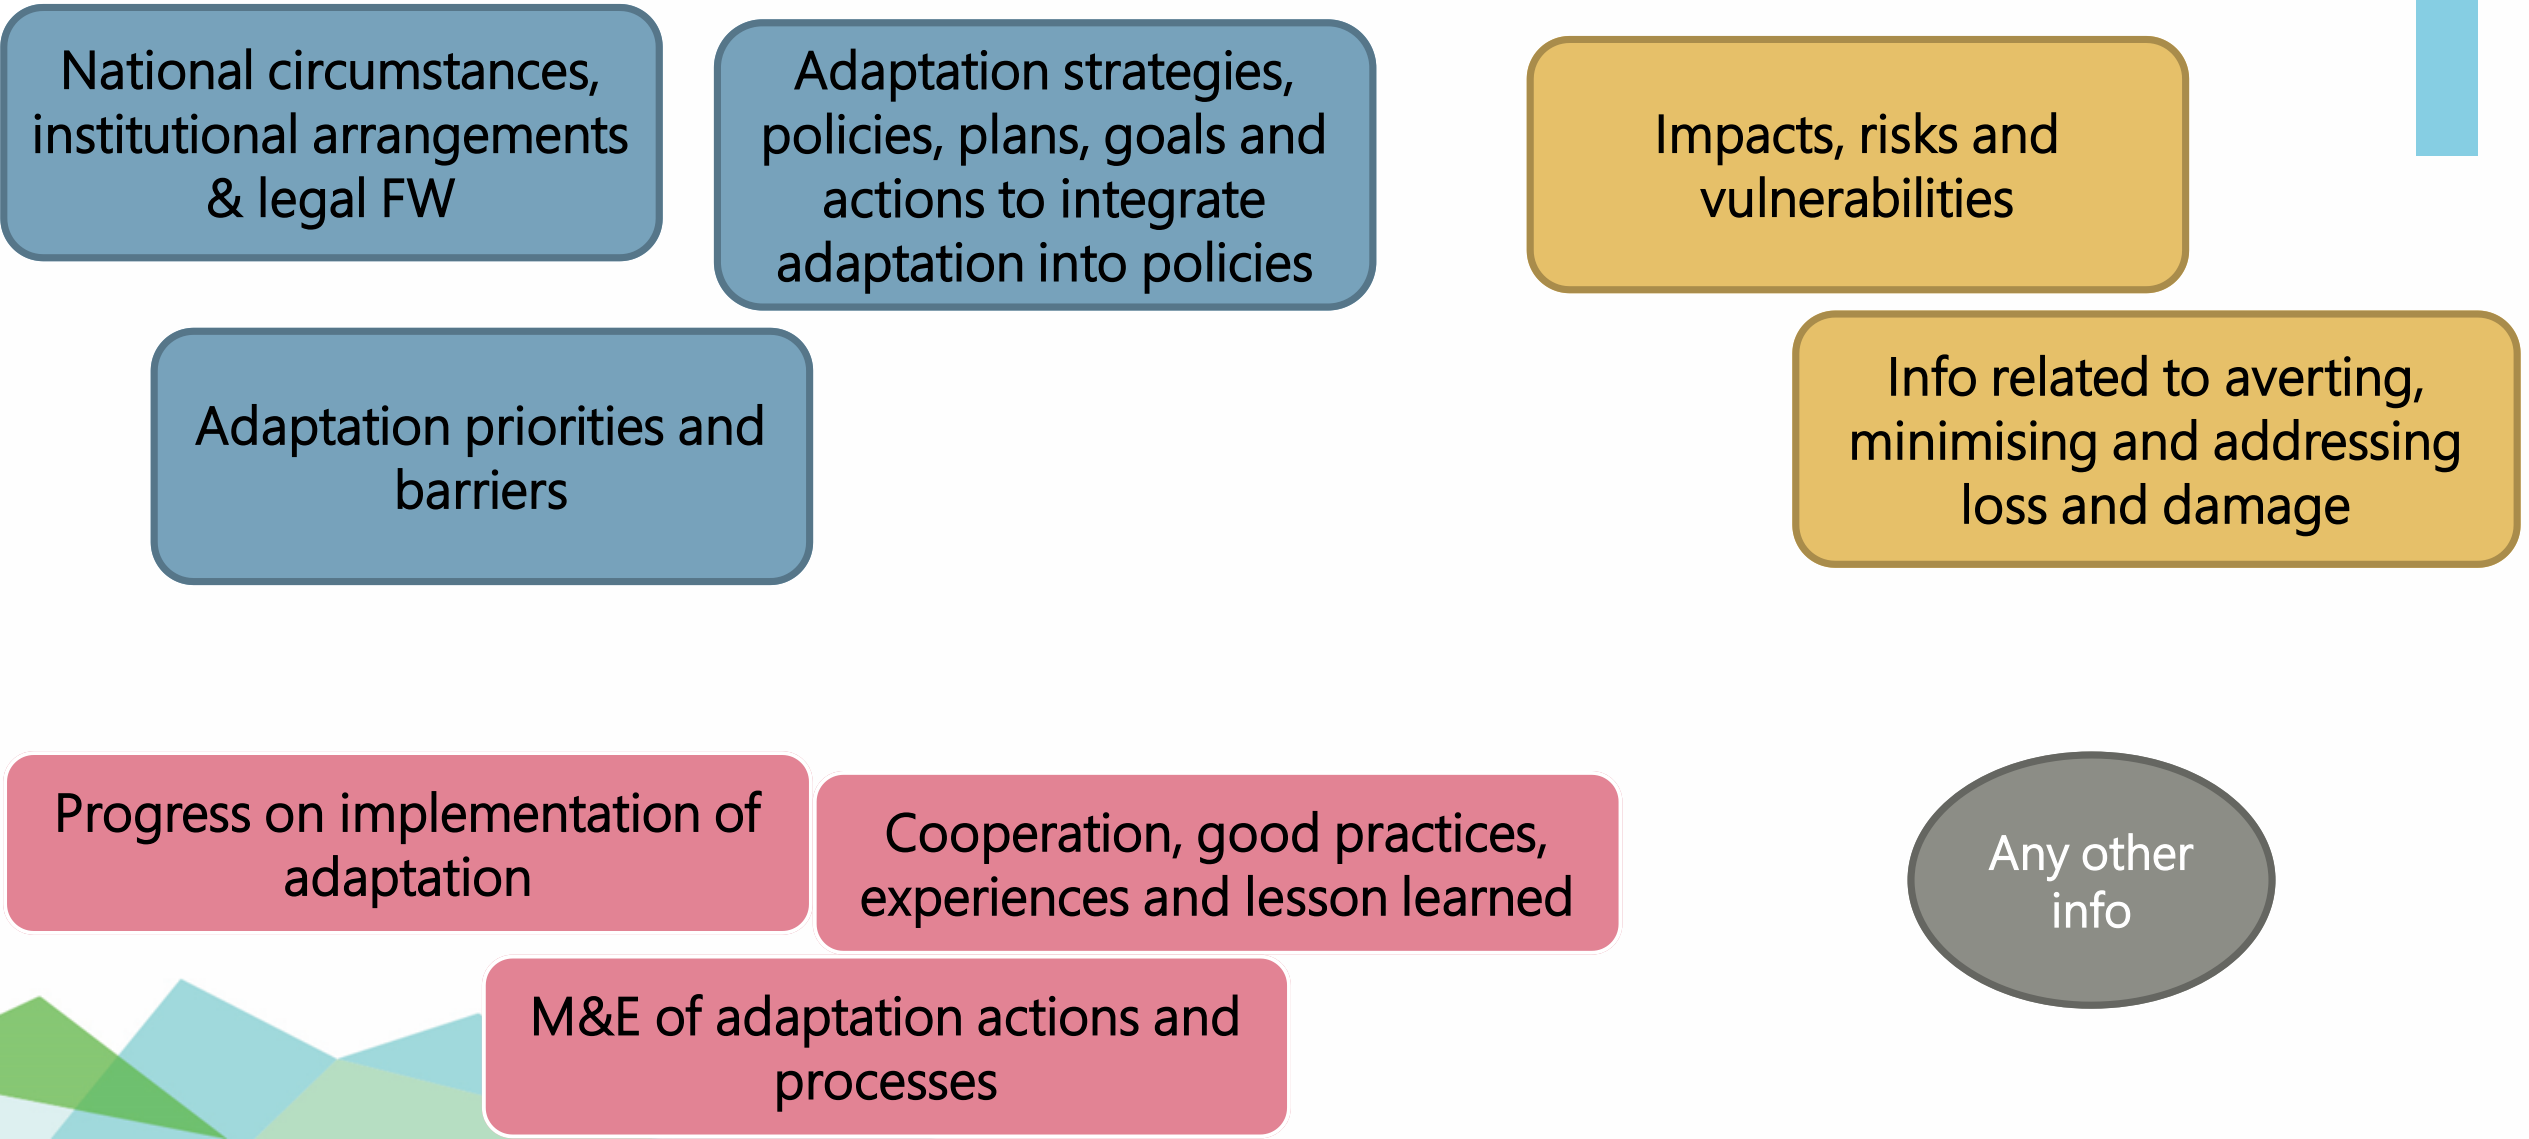 National circumstances,
institutional arrangements
& legal FW
Adaptation strategies,
policies, plans, goals and
actions to integrate
adaptation into policies
Impacts, risks and
vulnerabilities
Adaptation priorities and
barriers
Info related to averting,
minimising and addressing
loss and damage
Progress on implementation of
adaptation
Cooperation, good practices,
experiences and lesson learned
Any other
info
M&E of adaptation actions and
processes